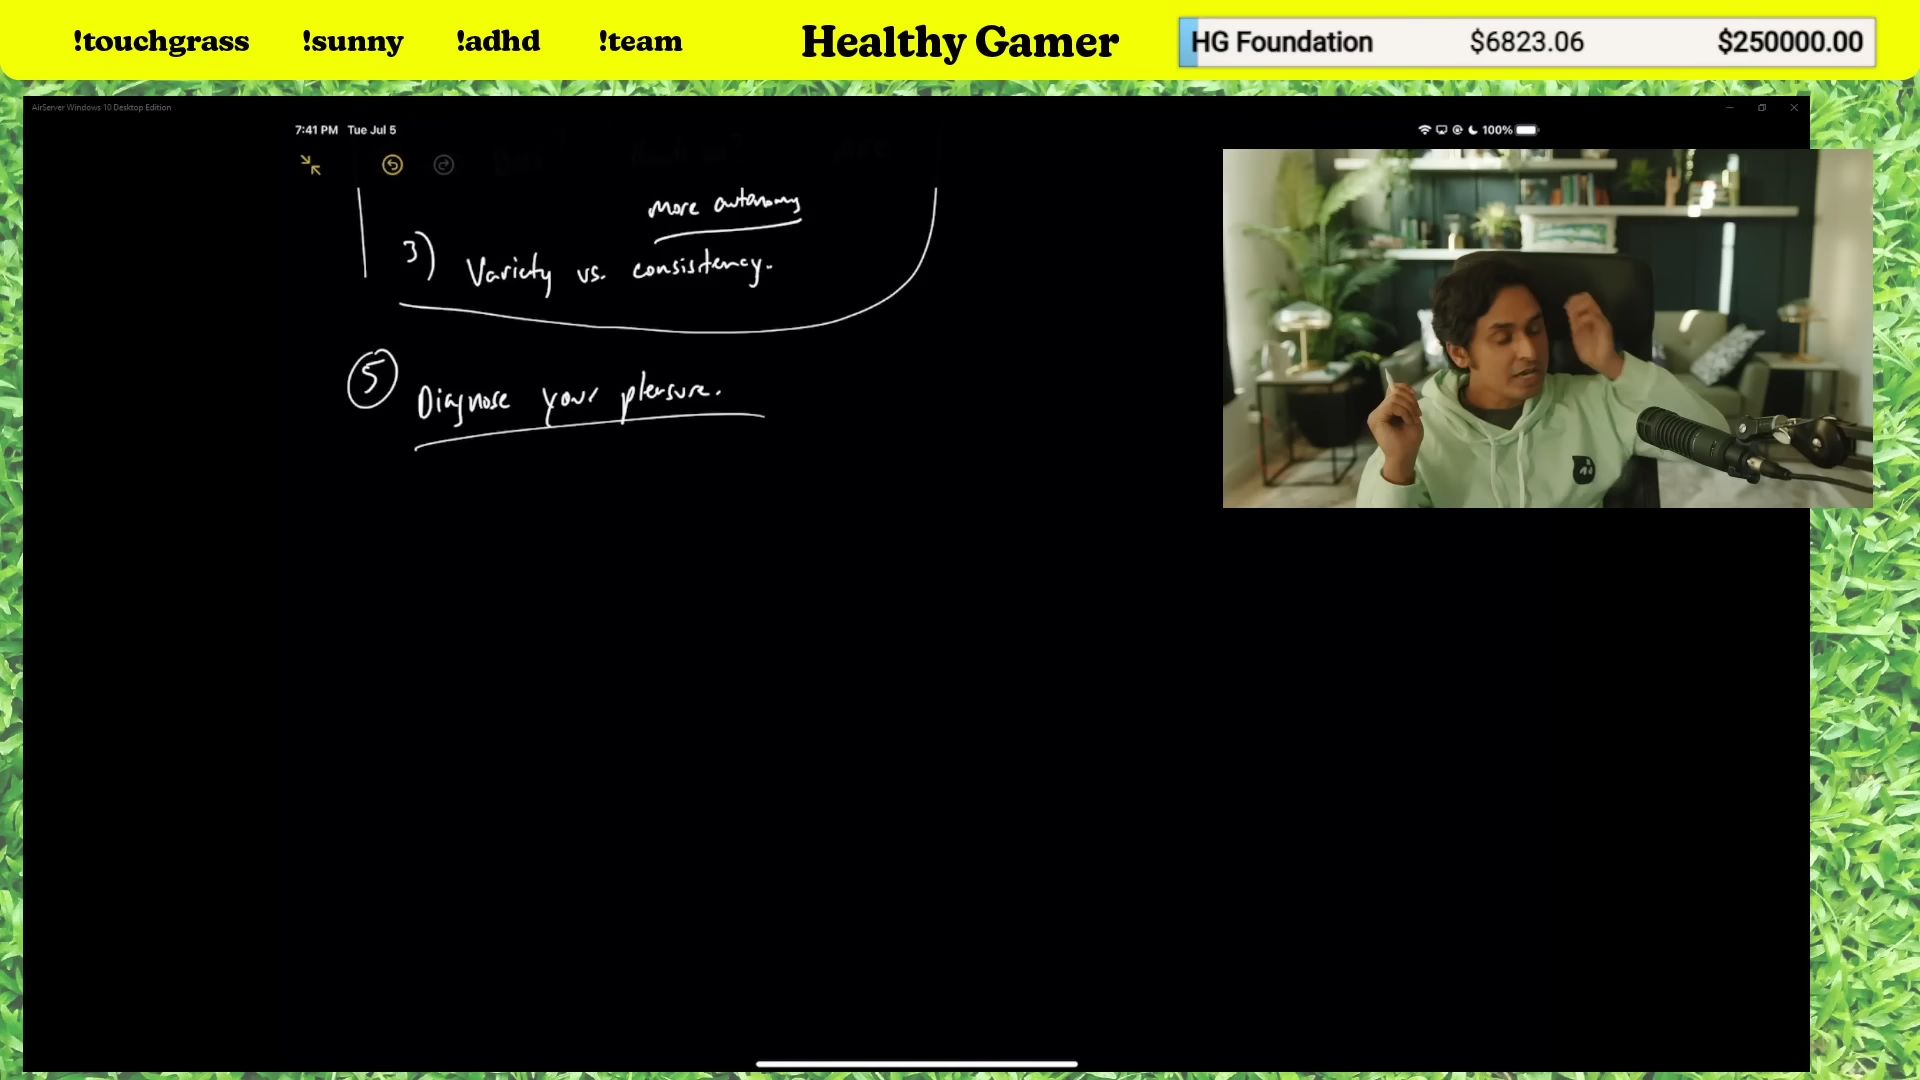 !touchgrass !sunny !adhd !team Healthy Gamer HG Foundation $6823.06 $250000.00
AirServer Windows 10 Desktop Edition
7:41 PM Tue Jul 5 100%
More autonomy
3) Variety vs. consistency.
5 Diagnose your pleasure.